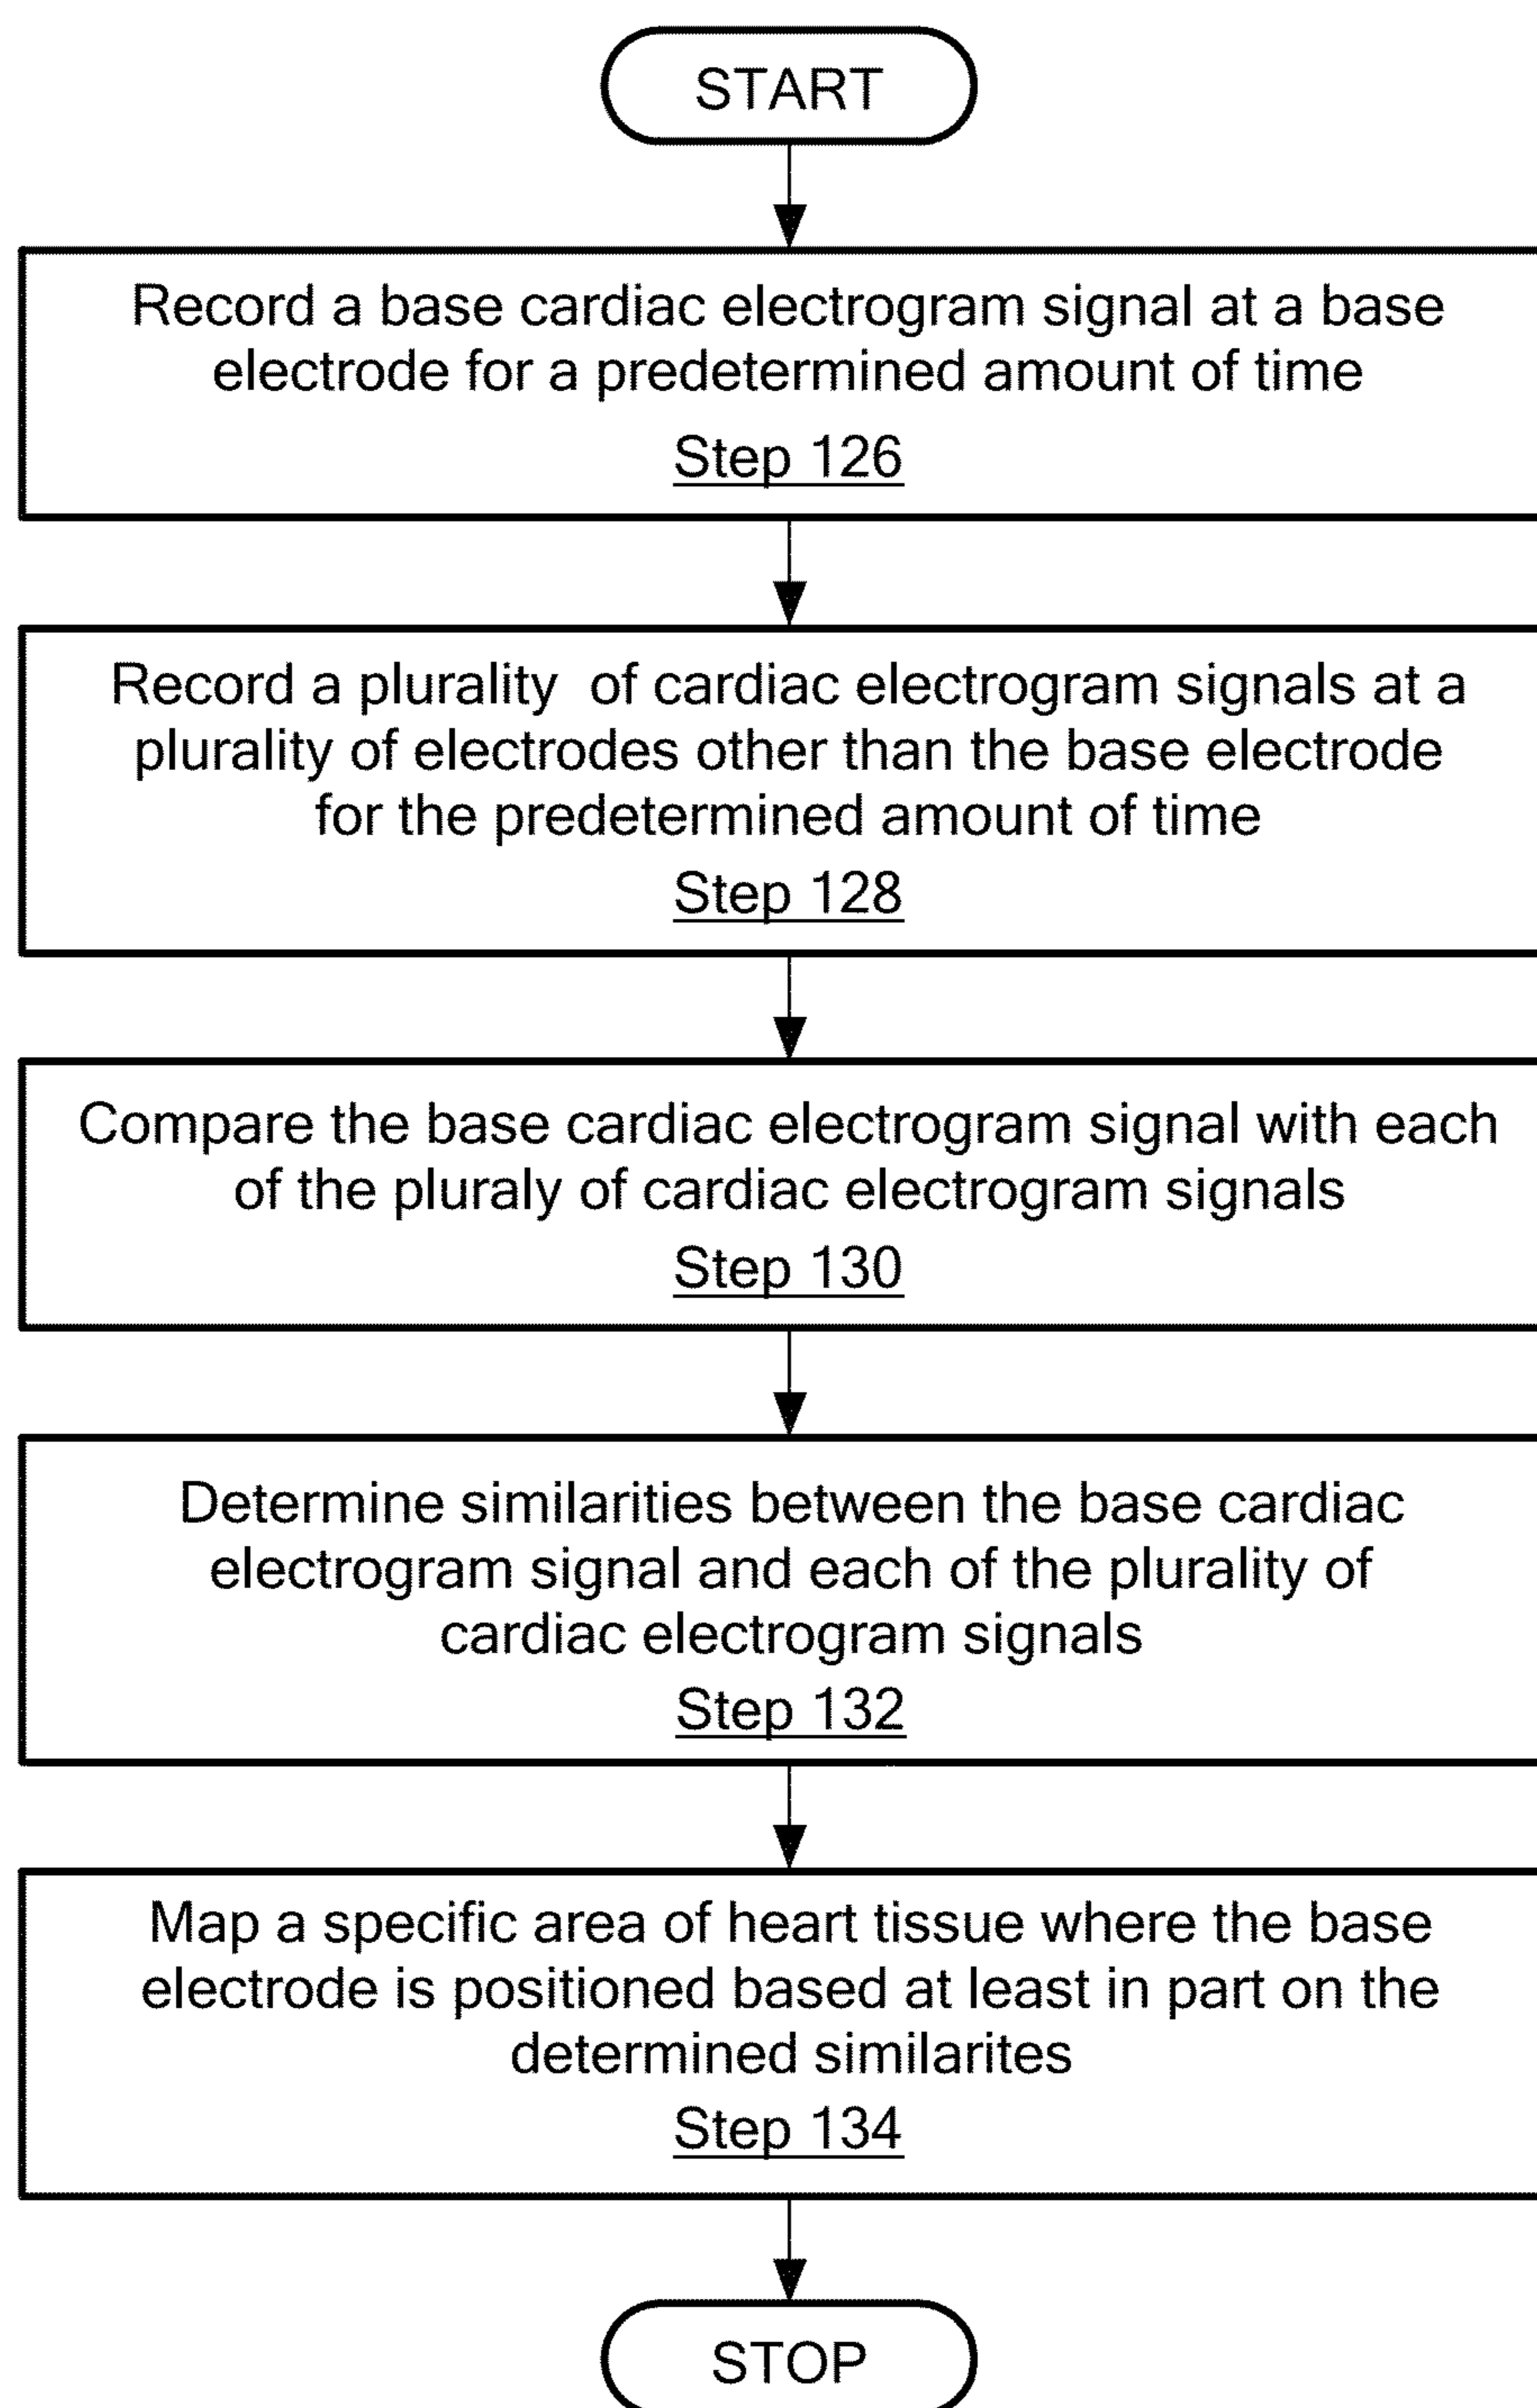 START
Record a base cardiac electrogram signal at a base
electrode for a predetermined amount of time
Step 126
Record a plurality of cardiac electrogram signals at a
plurality of electrodes other than the base electrode
for the predetermined amount of time
Step 128
Compare the base cardiac electrogram signal with each
of the pluraly of cardiac electrogram signals
Step 130
Determine similarities between the base cardiac
electrogram signal and each of the plurality of
cardiac electrogram signals
Step 132
Map a specific area of heart tissue where the base
electrode is positioned based at least in part on the
determined similarites
Step 134
STOP